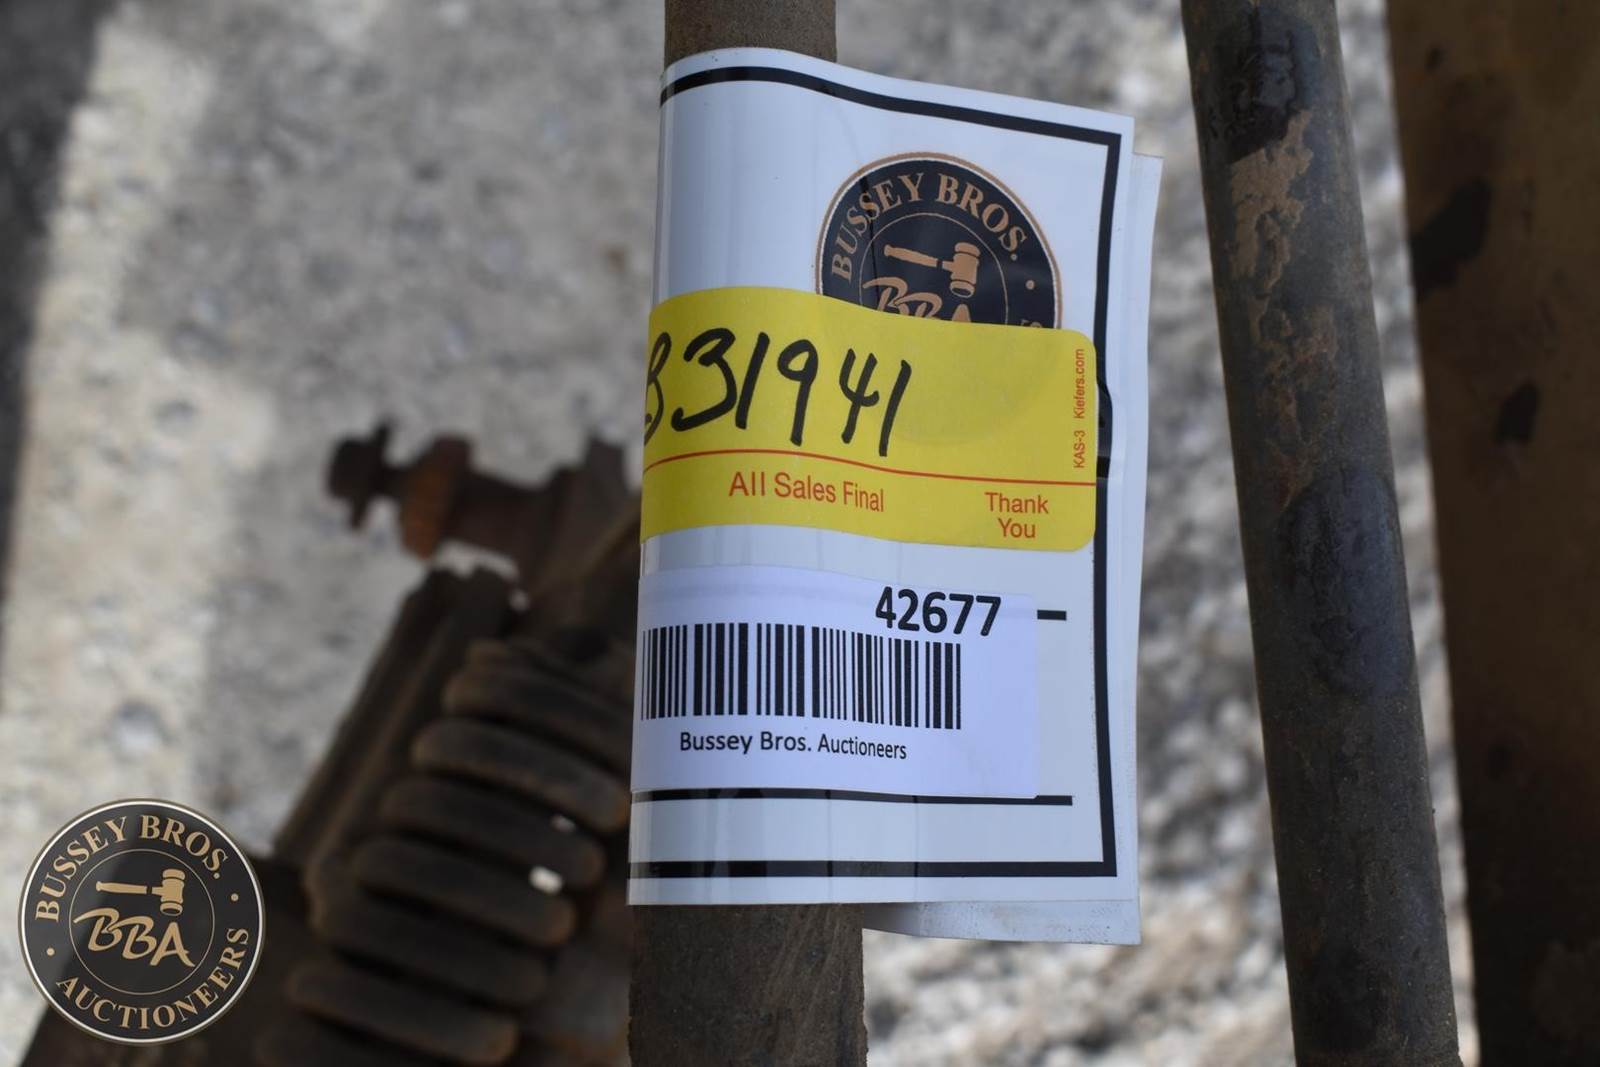 BUSSEY BROS.
BBA
B31941
KAS-3 Kiefers.com
All Sales Final
Thank
You
42677
Bussey Bros. Auctioneers
BUSSEY BROS.
BBA
AUCTIONEERS